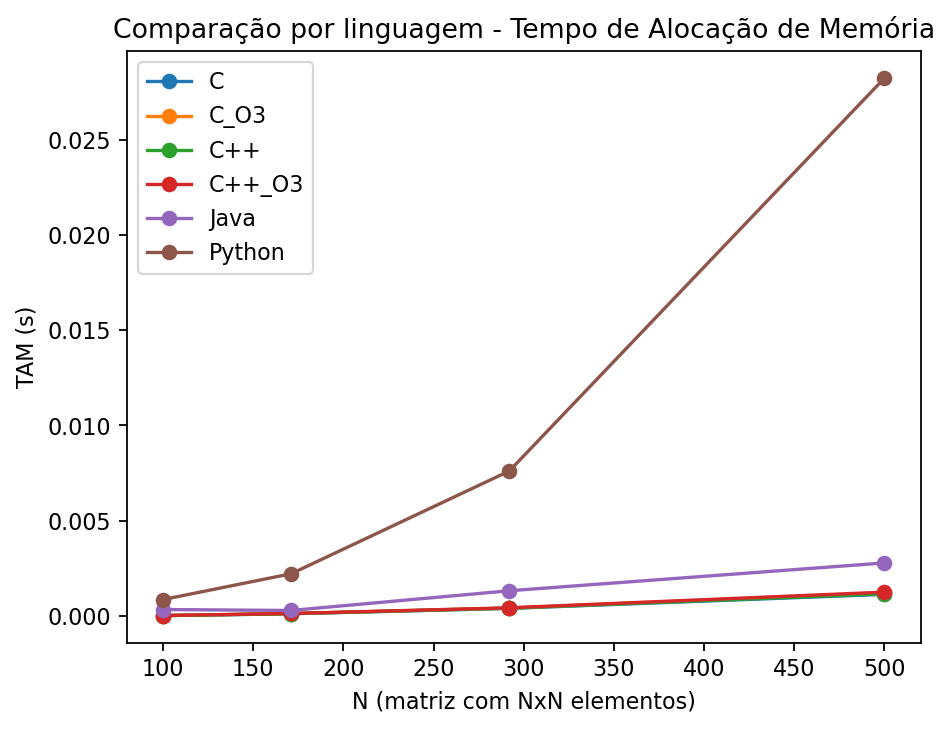 Comparação por linguagem - Tempo de Alocação de Memória
C
C_O3
C++
C++_O3
Java
Python
TAM (s)
0.025
0.020
0.015
0.010
0.005
0.000
100 150 200 250 300 350 400 450 500
N (matriz com NxN elementos)